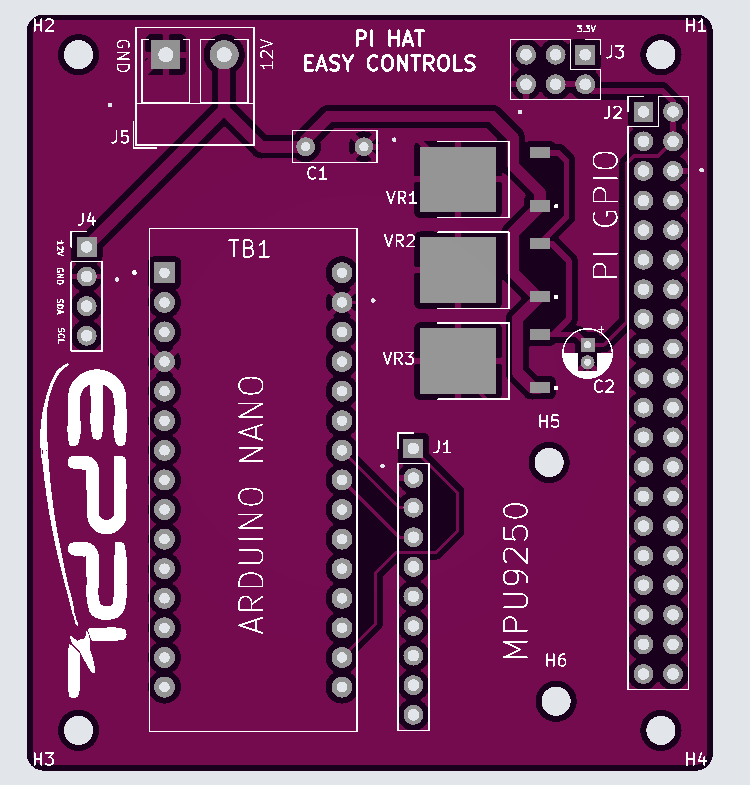 H2
H1
PI HAT
EASY CONTROLS
GND
12V
3.3V
J3
J2
J5
C1
VR1
PI GPIO
J4
VR2
TB1
12V
GND
SDA
SCL
+
VR3
C2
EPPL
H5
J1
ARDUINO NANO
MPU9250
H6
H3
H4